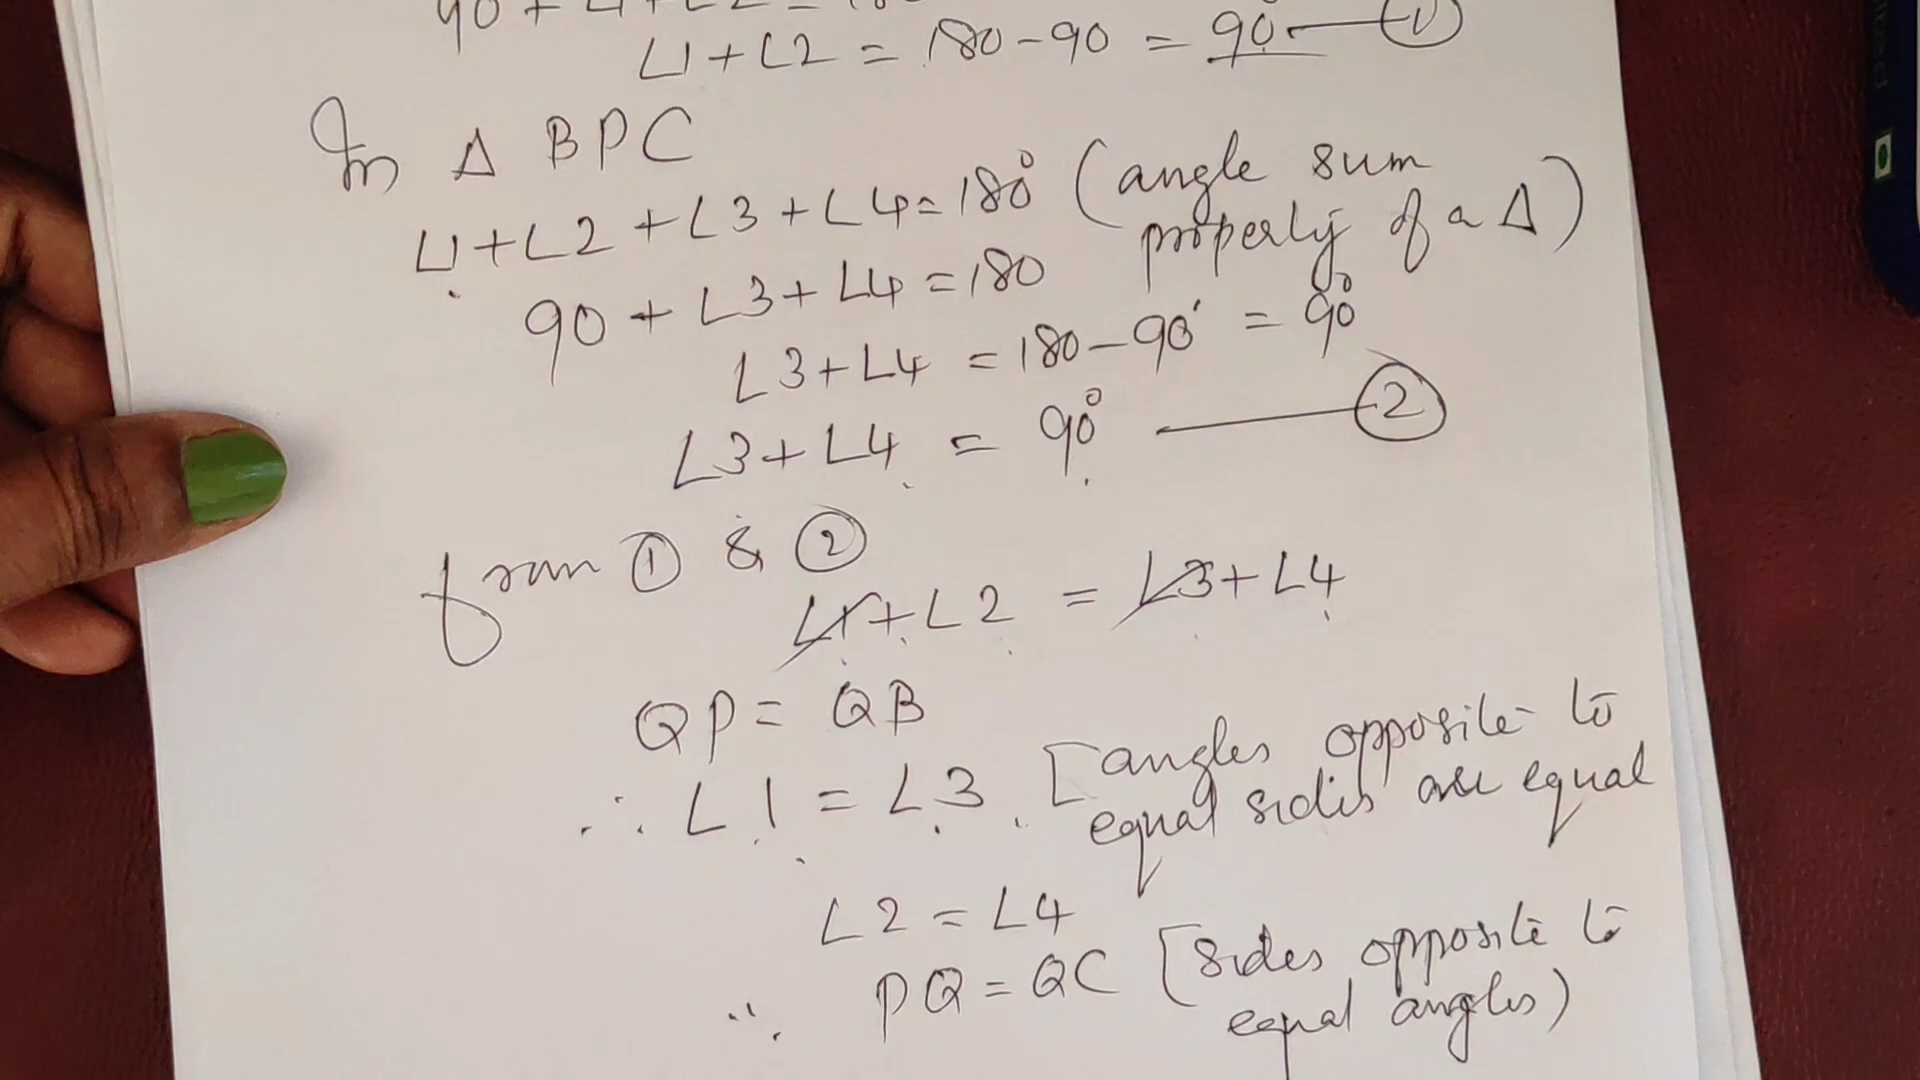 90 + ∠1 + ∠2 = 180
∠1 + ∠2 = 180 - 90 = 90° — ①
In Δ BPC
∠1 + ∠2 + ∠3 + ∠4 = 180° (angle sum
property of a Δ)
90 + ∠3 + ∠4 = 180
∠3 + ∠4 = 180 - 90° = 90°
∠3 + ∠4 = 90° — ②
from ① & ②
∠1 + ∠2 = ∠3 + ∠4
QP = QB
∴ ∠1 = ∠3. [angles opposite to
equal sides are equal
∠2 = ∠4
∴ PQ = QC [sides opposite to
equal angles)